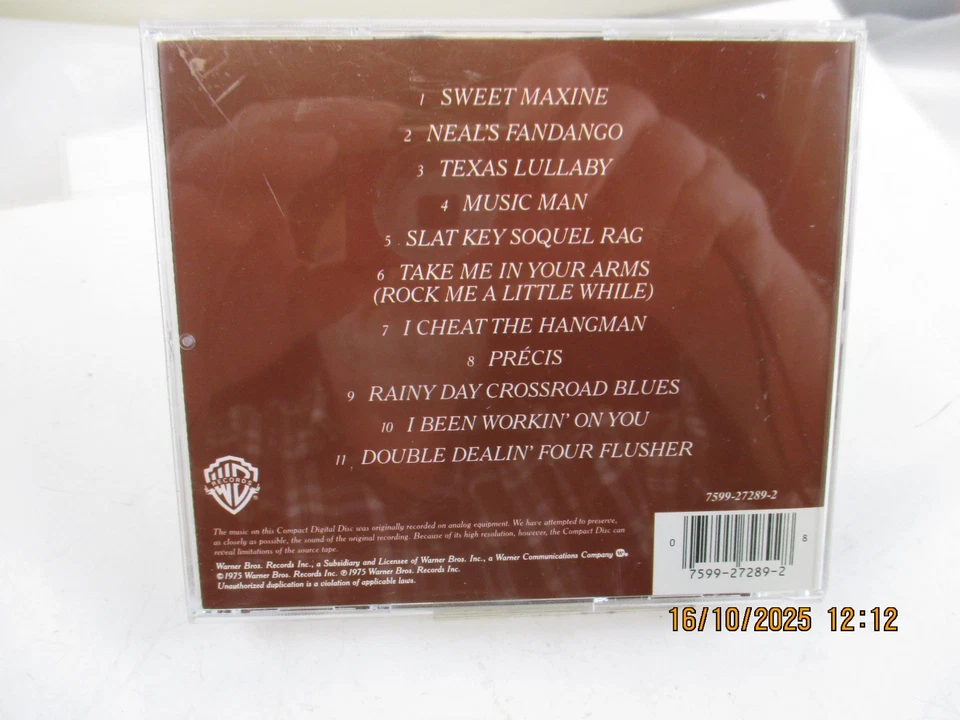 1 SWEET MAXINE
2 NEAL'S FANDANGO
3 TEXAS LULLABY
4 MUSIC MAN
5 SLAT KEY SOQUEL RAG
6 TAKE ME IN YOUR ARMS
(ROCK ME A LITTLE WHILE)
7 I CHEAT THE HANGMAN
8 PRÉCIS
9 RAINY DAY CROSSROAD BLUES
10 I BEEN WORKIN' ON YOU
11 DOUBLE DEALIN' FOUR FLUSHER
WB
RECORDS
7599-27289-2
The music on this Compact Digital Disc was originally recorded on analog equipment. We have attempted to preserve,
as closely as possible, the sound of the original recording. Because of its high resolution, however, the Compact Disc can
reveal limitations of the source tape.
Warner Bros. Records Inc., a Subsidiary and Licensee of Warner Bros. Inc., a Warner Communications Company
©1975 Warner Bros. Records Inc. ℗1975 Warner Bros. Records Inc.
Unauthorized duplication is a violation of applicable laws.
0 8
7599-27289-2
16/10/2025 12:12